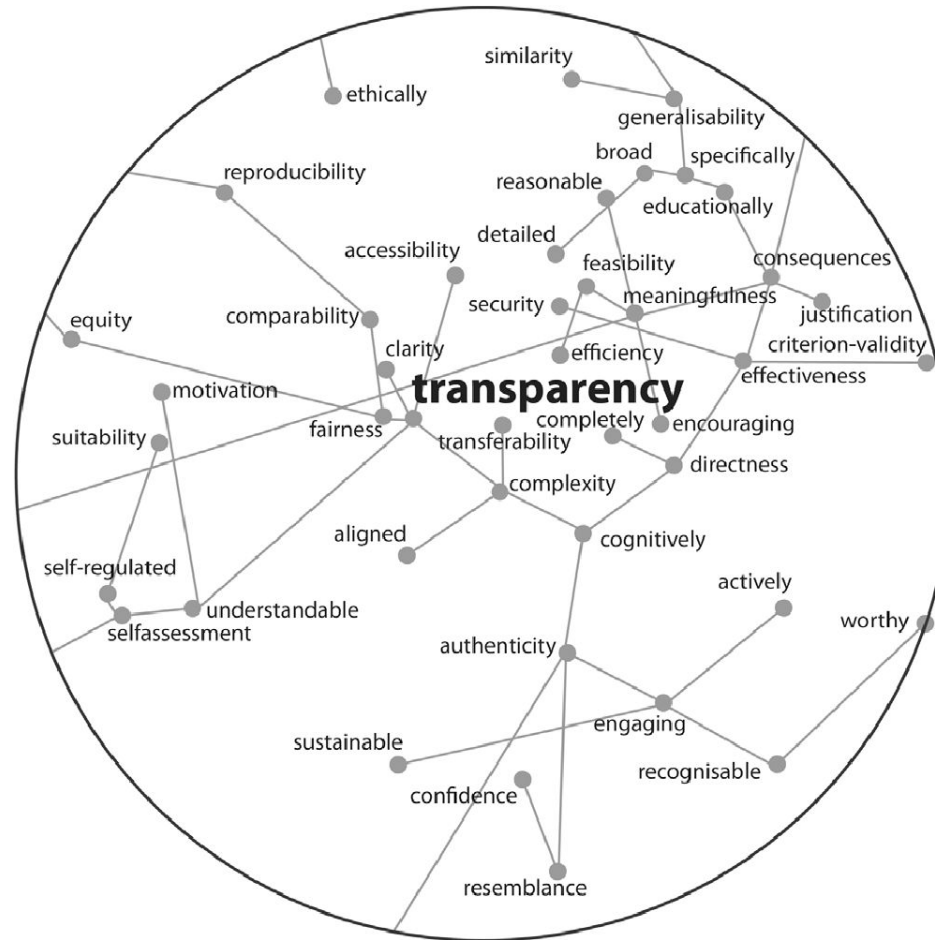 similarity
ethically
generalisability
broad
specifically
reproducibility
reasonable
educationally
detailed
accessibility
consequences
feasibility
security
meaningfulness
justification
equity
comparability
clarity
efficiency
criterion-validity
effectiveness
transparency
motivation
completely
encouraging
fairness
suitability
transferability
directness
complexity
aligned
cognitively
self-regulated
actively
understandable
selfassessment
worthy
authenticity
engaging
sustainable
recognisable
confidence
resemblance